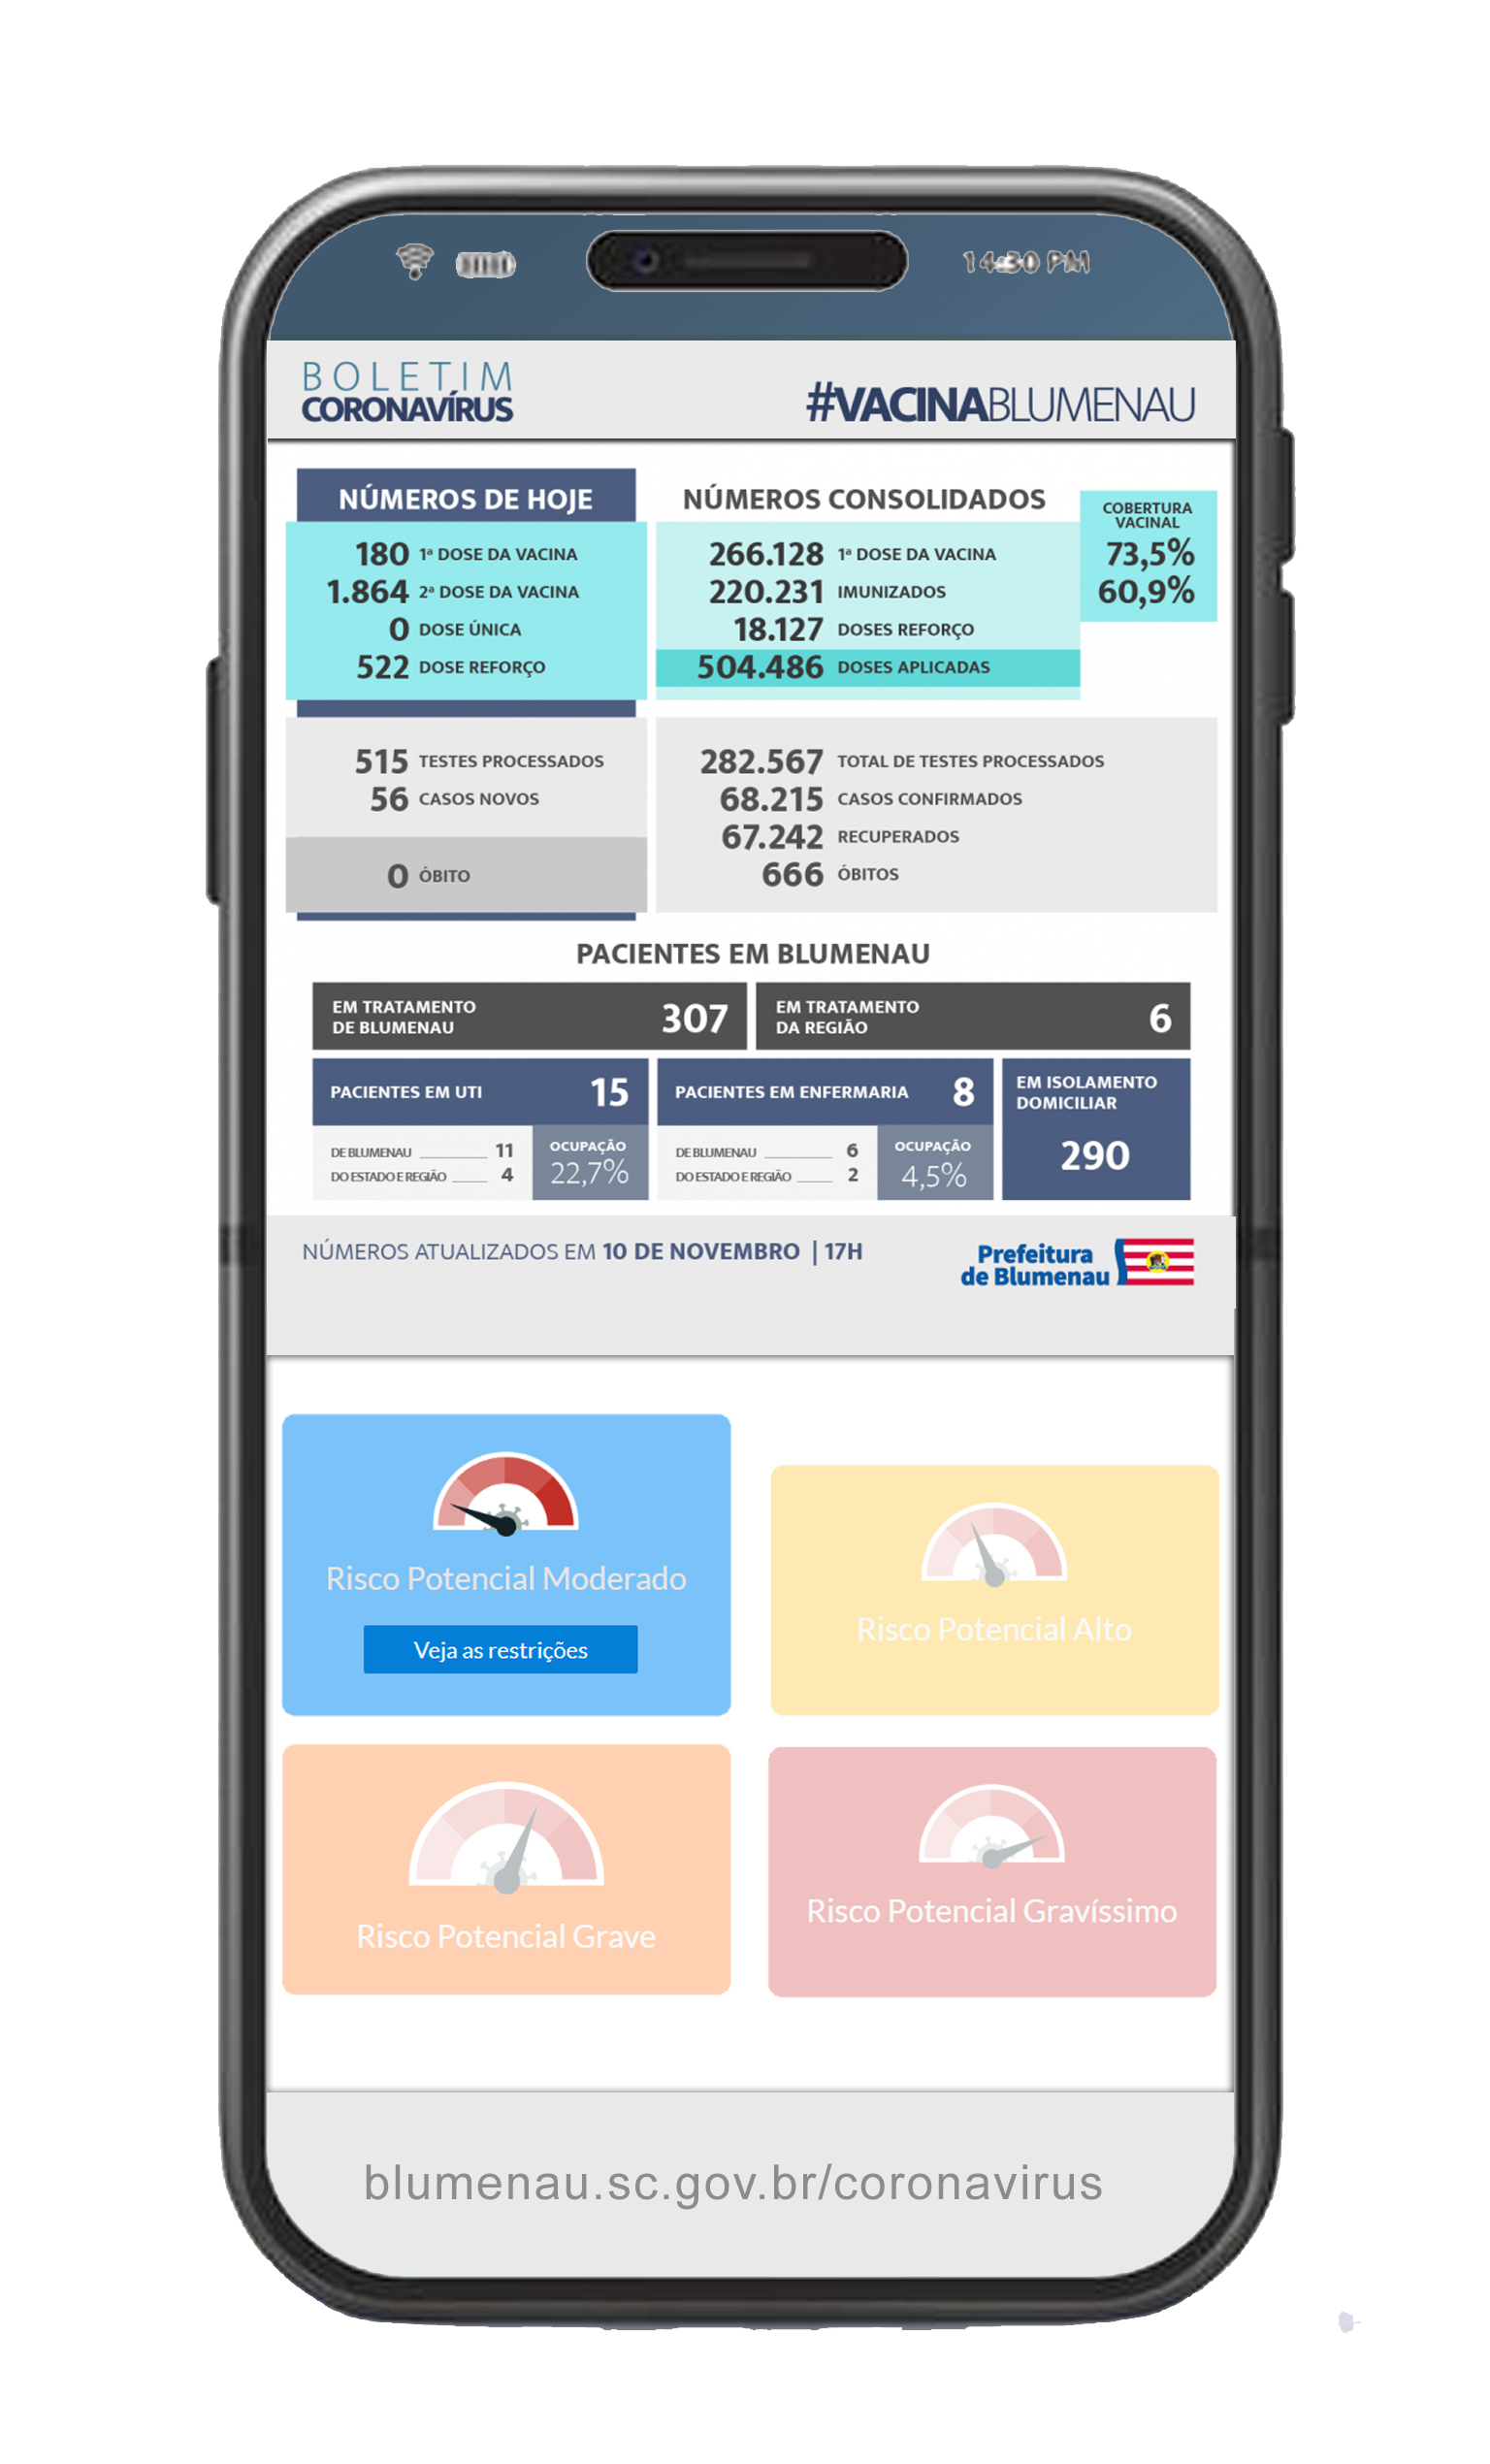 14:30 PM
BOLETIM
CORONAVÍRUS
#VACINABLUMENAU
NÚMEROS DE HOJE
180 1ª DOSE DA VACINA
1.864 2ª DOSE DA VACINA
0 DOSE ÚNICA
522 DOSE REFORÇO
515 TESTES PROCESSADOS
56 CASOS NOVOS
0 ÓBITO
NÚMEROS CONSOLIDADOS
266.128 1ª DOSE DA VACINA
220.231 IMUNIZADOS
18.127 DOSES REFORÇO
504.486 DOSES APLICADAS
COBERTURA
VACINAL
73,5%
60,9%
282.567 TOTAL DE TESTES PROCESSADOS
68.215 CASOS CONFIRMADOS
67.242 RECUPERADOS
666 ÓBITOS
PACIENTES EM BLUMENAU
EM TRATAMENTO
DE BLUMENAU
307
EM TRATAMENTO
DA REGIÃO
6
PACIENTES EM UTI 15
DE BLUMENAU 11
DO ESTADO E REGIÃO 4
OCUPAÇÃO
22,7%
PACIENTES EM ENFERMARIA 8
DE BLUMENAU 6
DO ESTADO E REGIÃO 2
OCUPAÇÃO
4,5%
EM ISOLAMENTO
DOMICILIAR
290
NÚMEROS ATUALIZADOS EM 10 DE NOVEMBRO | 17H
Prefeitura
de Blumenau
Risco Potencial Moderado
Veja as restrições
Risco Potencial Alto
Risco Potencial Grave
Risco Potencial Gravíssimo
blumenau.sc.gov.br/coronavirus